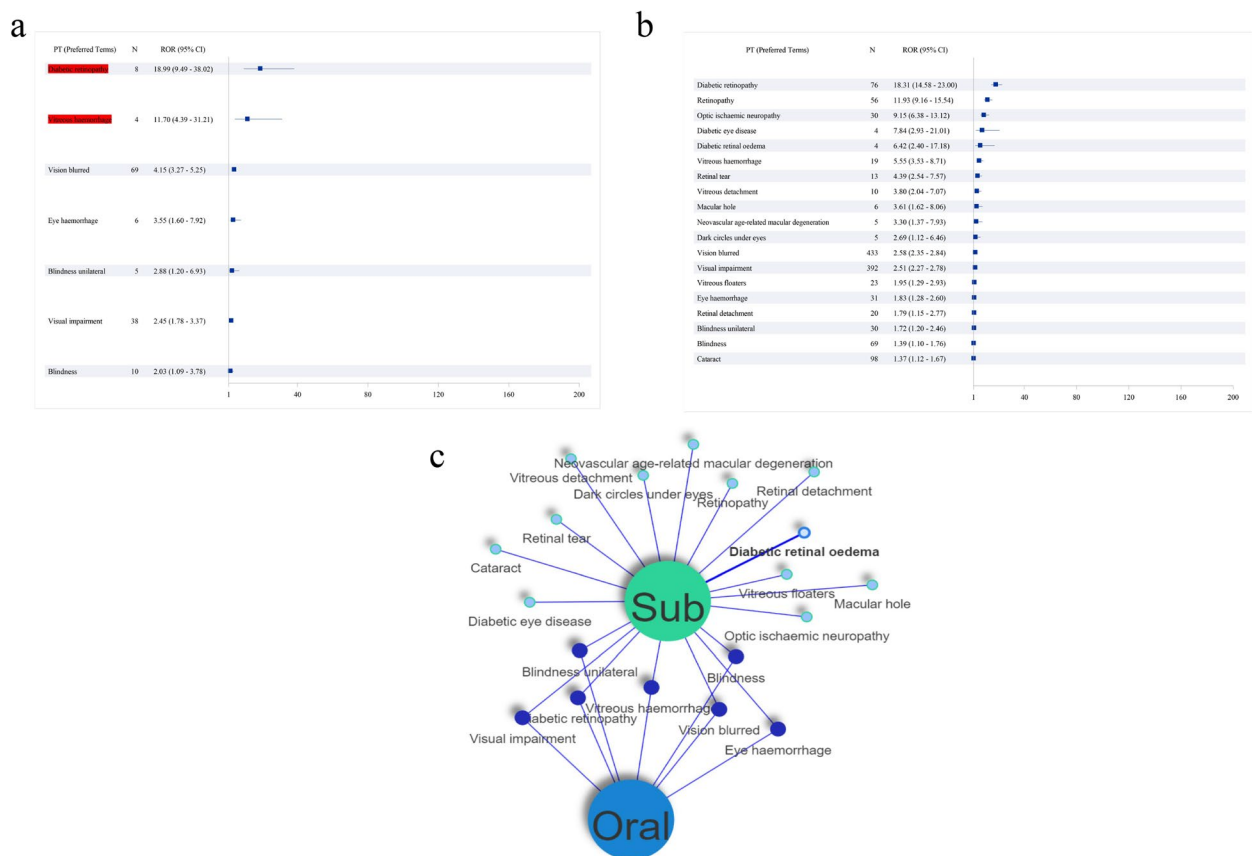 a
PT (Preferred Terms) N ROR (95% CI)
Diabetic retinopathy 8 18.99 (9.49 - 38.02)
Vitreous haemorrhage 4 11.70 (4.39 - 31.21)
Vision blurred 69 4.15 (3.27 - 5.25)
Eye haemorrhage 6 3.55 (1.60 - 7.92)
Blindness unilateral 5 2.88 (1.20 - 6.93)
Visual impairment 38 2.45 (1.78 - 3.37)
Blindness 10 2.03 (1.09 - 3.78)
1 40 80 120 160 200
b
PT (Preferred Terms) N ROR (95% CI)
Diabetic retinopathy 76 18.31 (14.58 - 23.00)
Retinopathy 56 11.93 (9.16 - 15.54)
Optic ischaemic neuropathy 30 9.15 (6.38 - 13.12)
Diabetic eye disease 4 7.84 (2.93 - 21.01)
Diabetic retinal oedema 4 6.42 (2.40 - 17.18)
Vitreous haemorrhage 19 5.55 (3.53 - 8.71)
Retinal tear 13 4.39 (2.54 - 7.57)
Vitreous detachment 10 3.80 (2.04 - 7.07)
Macular hole 6 3.61 (1.62 - 8.06)
Neovascular age-related macular degeneration 5 3.30 (1.37 - 7.93)
Dark circles under eyes 5 2.69 (1.12 - 6.46)
Vision blurred 433 2.58 (2.35 - 2.84)
Visual impairment 392 2.51 (2.27 - 2.78)
Vitreous floaters 23 1.95 (1.29 - 2.93)
Eye haemorrhage 31 1.83 (1.28 - 2.60)
Retinal detachment 20 1.79 (1.15 - 2.77)
Blindness unilateral 30 1.72 (1.20 - 2.46)
Blindness 69 1.39 (1.10 - 1.76)
Cataract 98 1.37 (1.12 - 1.67)
1 40 80 120 160 200
c
Neovascular age-related macular degeneration
Vitreous detachment
Retinal detachment
Dark circles under eyes
Retinopathy
Retinal tear
Diabetic retinal oedema
Cataract
Vitreous floaters
Macular hole
Sub
Diabetic eye disease
Optic ischaemic neuropathy
Blindness unilateral
Blindness
Vitreous haemorrhage
Diabetic retinopathy
Vision blurred
Visual impairment
Eye haemorrhage
Oral